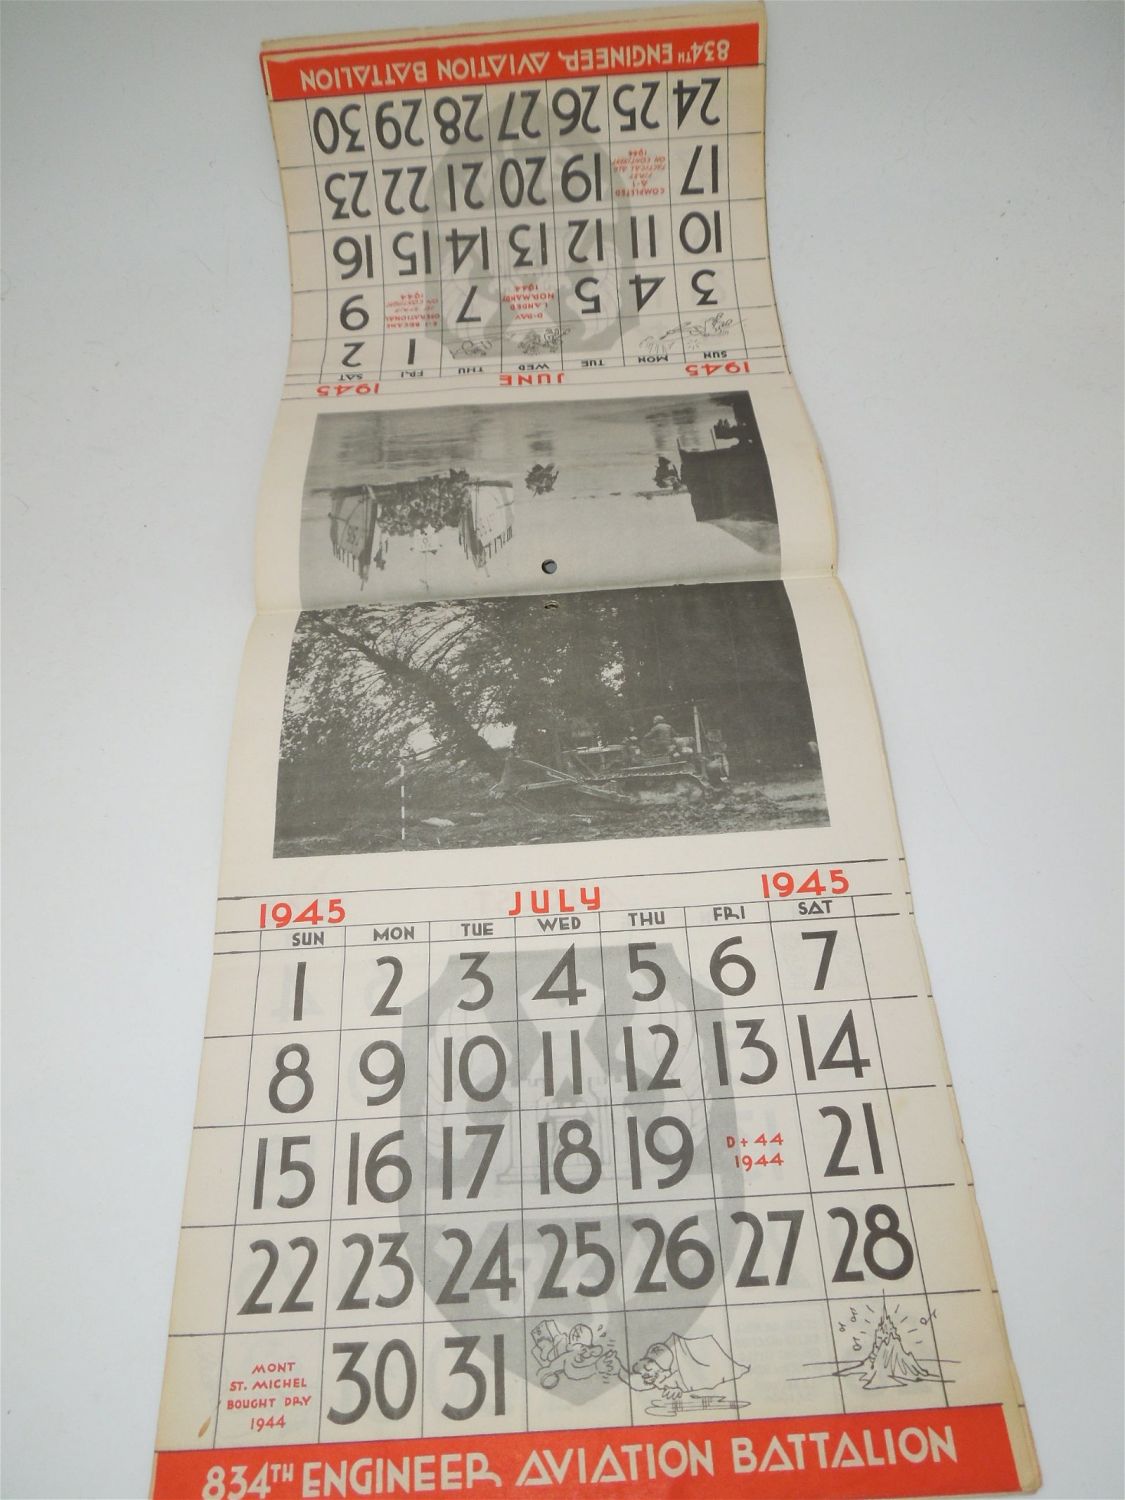 834TH ENGINEER AVIATION BATTALION
30 29 28 27 26 25 24
23 22 21 20 19 COMPLETED A-1 FIRST TACTICAL ALG ON CONTINENT 1944 17
16 15 14 13 12 11 10
9 E-1 BECAME OPERATIONAL ON CONTINENT 1944 7 D-DAY LANDED NORMANDY 1944 5 4 3
2 1
SAT FRI THU WED TUE MON SUN
1945 JUNE 1945
1945 JULY 1945
SUN MON TUE WED THU FRI SAT
1 2 3 4 5 6 7
8 9 10 11 12 13 14
15 16 17 18 19 D + 44 1944 21
22 23 24 25 26 27 28
MONT ST. MICHEL BOUGHT DRY 1944 30 31
834TH ENGINEER AVIATION BATTALION